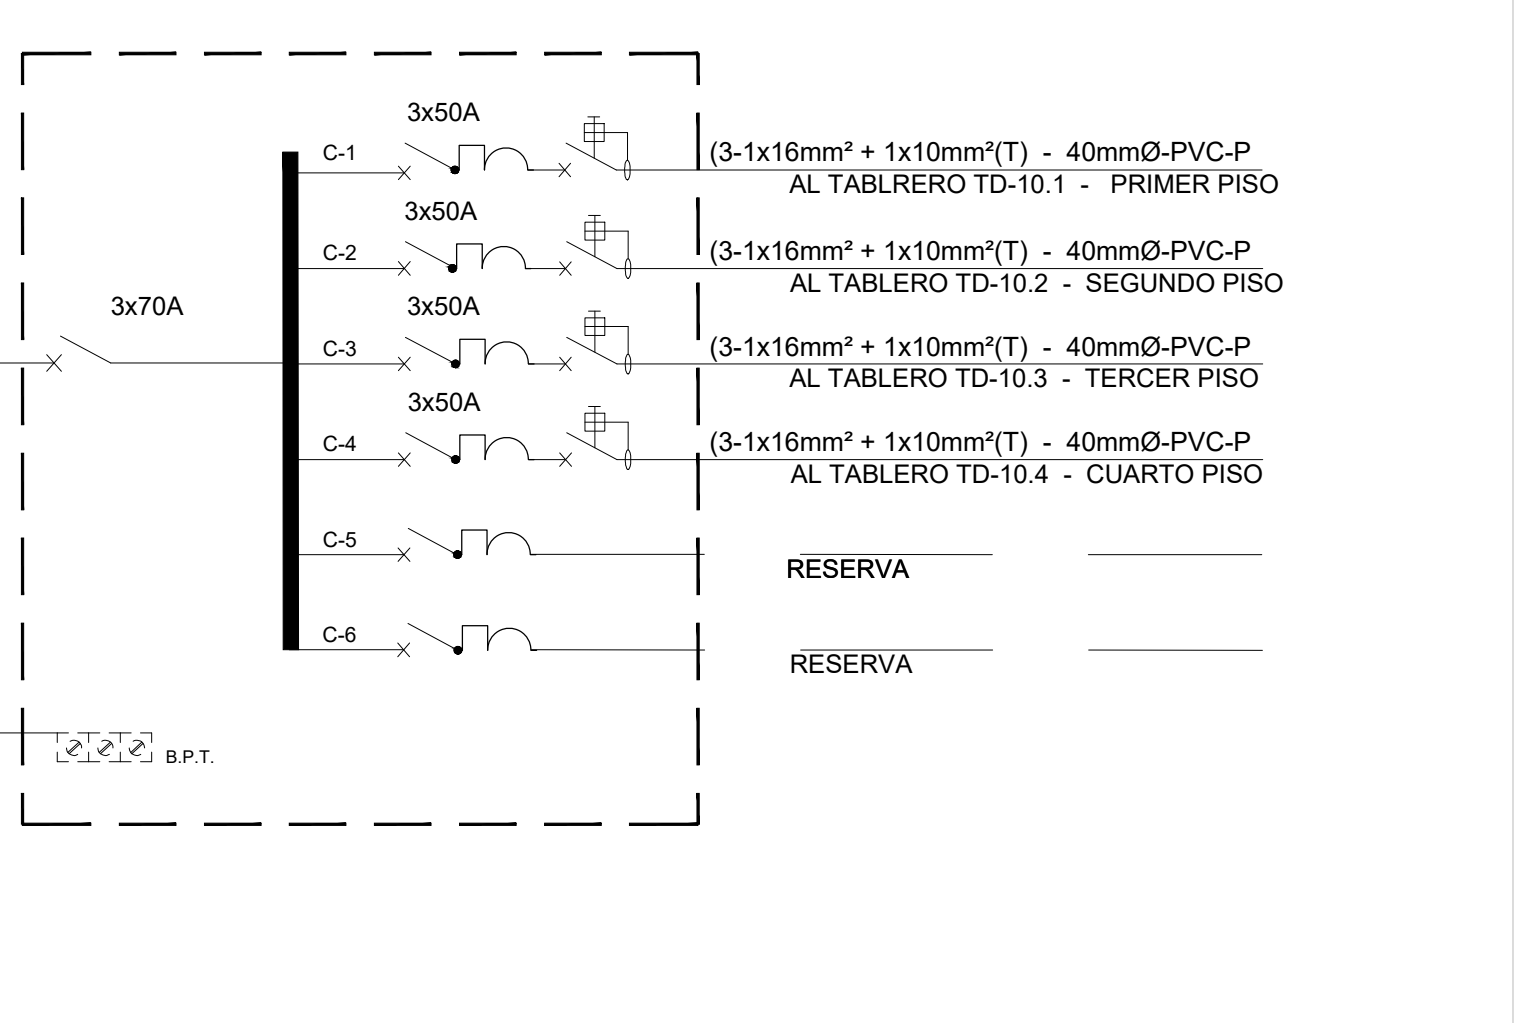 3x50A
C-1
(3-1x16mm² + 1x10mm²(T)  -  40mmØ-PVC-P
AL TABLRERO TD-10.1  -   PRIMER PISO
3x50A
C-2
(3-1x16mm² + 1x10mm²(T)  -  40mmØ-PVC-P
AL TABLERO TD-10.2  -  SEGUNDO PISO
3x70A
3x50A
C-3
(3-1x16mm² + 1x10mm²(T)  -  40mmØ-PVC-P
AL TABLERO TD-10.3  -  TERCER PISO
3x50A
C-4
(3-1x16mm² + 1x10mm²(T)  -  40mmØ-PVC-P
AL TABLERO TD-10.4  -  CUARTO PISO
C-5
RESERVA
C-6
RESERVA
B.P.T.